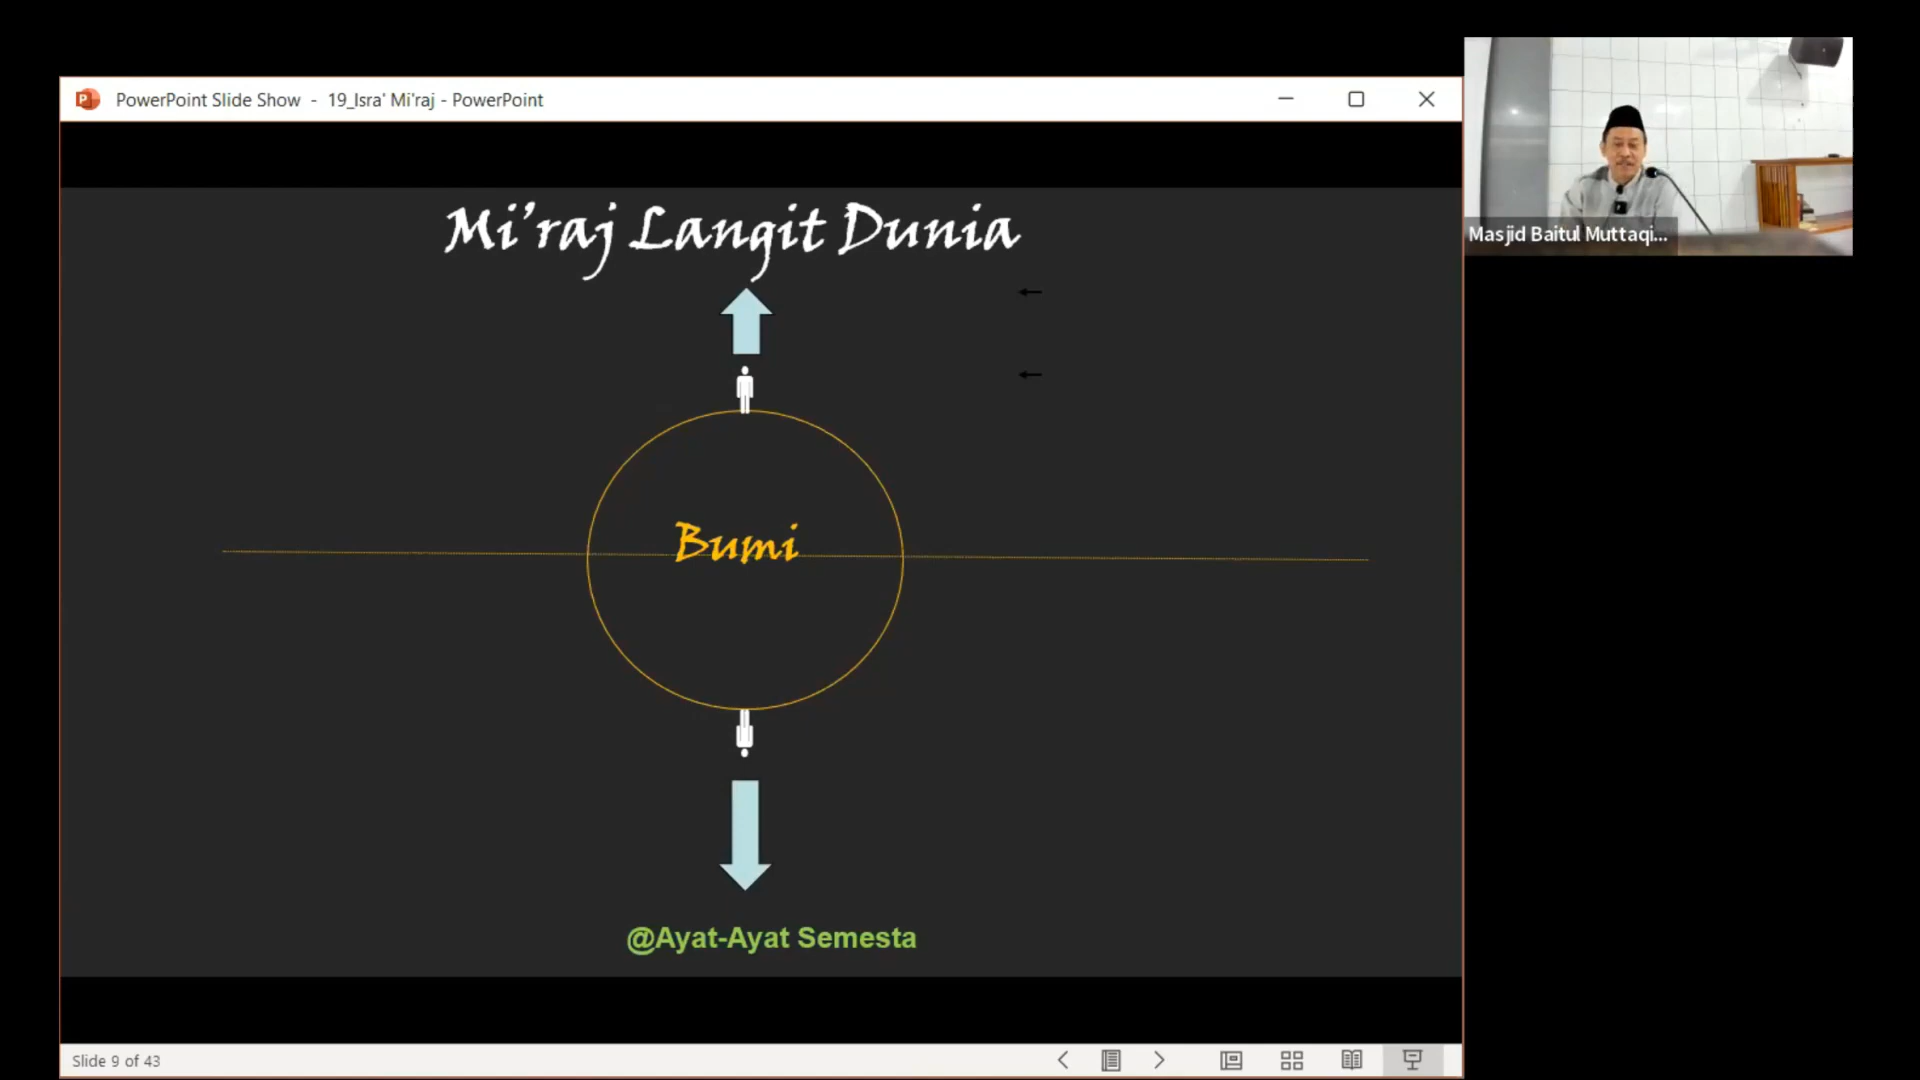 PowerPoint Slide Show - 19_Isra' Mi'raj - PowerPoint
Mi'raj Langit Dunia
Bumi
@Ayat-Ayat Semesta
Slide 9 of 43
Masjid Baitul Muttaqi...